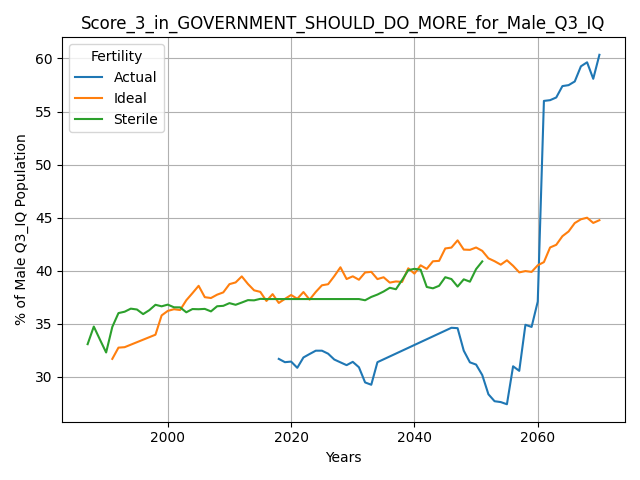 Score_3_in_GOVERNMENT_SHOULD_DO_MORE_for_Male_Q3_IQ
Fertility
Actual
Ideal
Sterile
60
55
50
45
40
35
30
% of Male Q3_IQ Population
2000
2020
2040
2060
Years